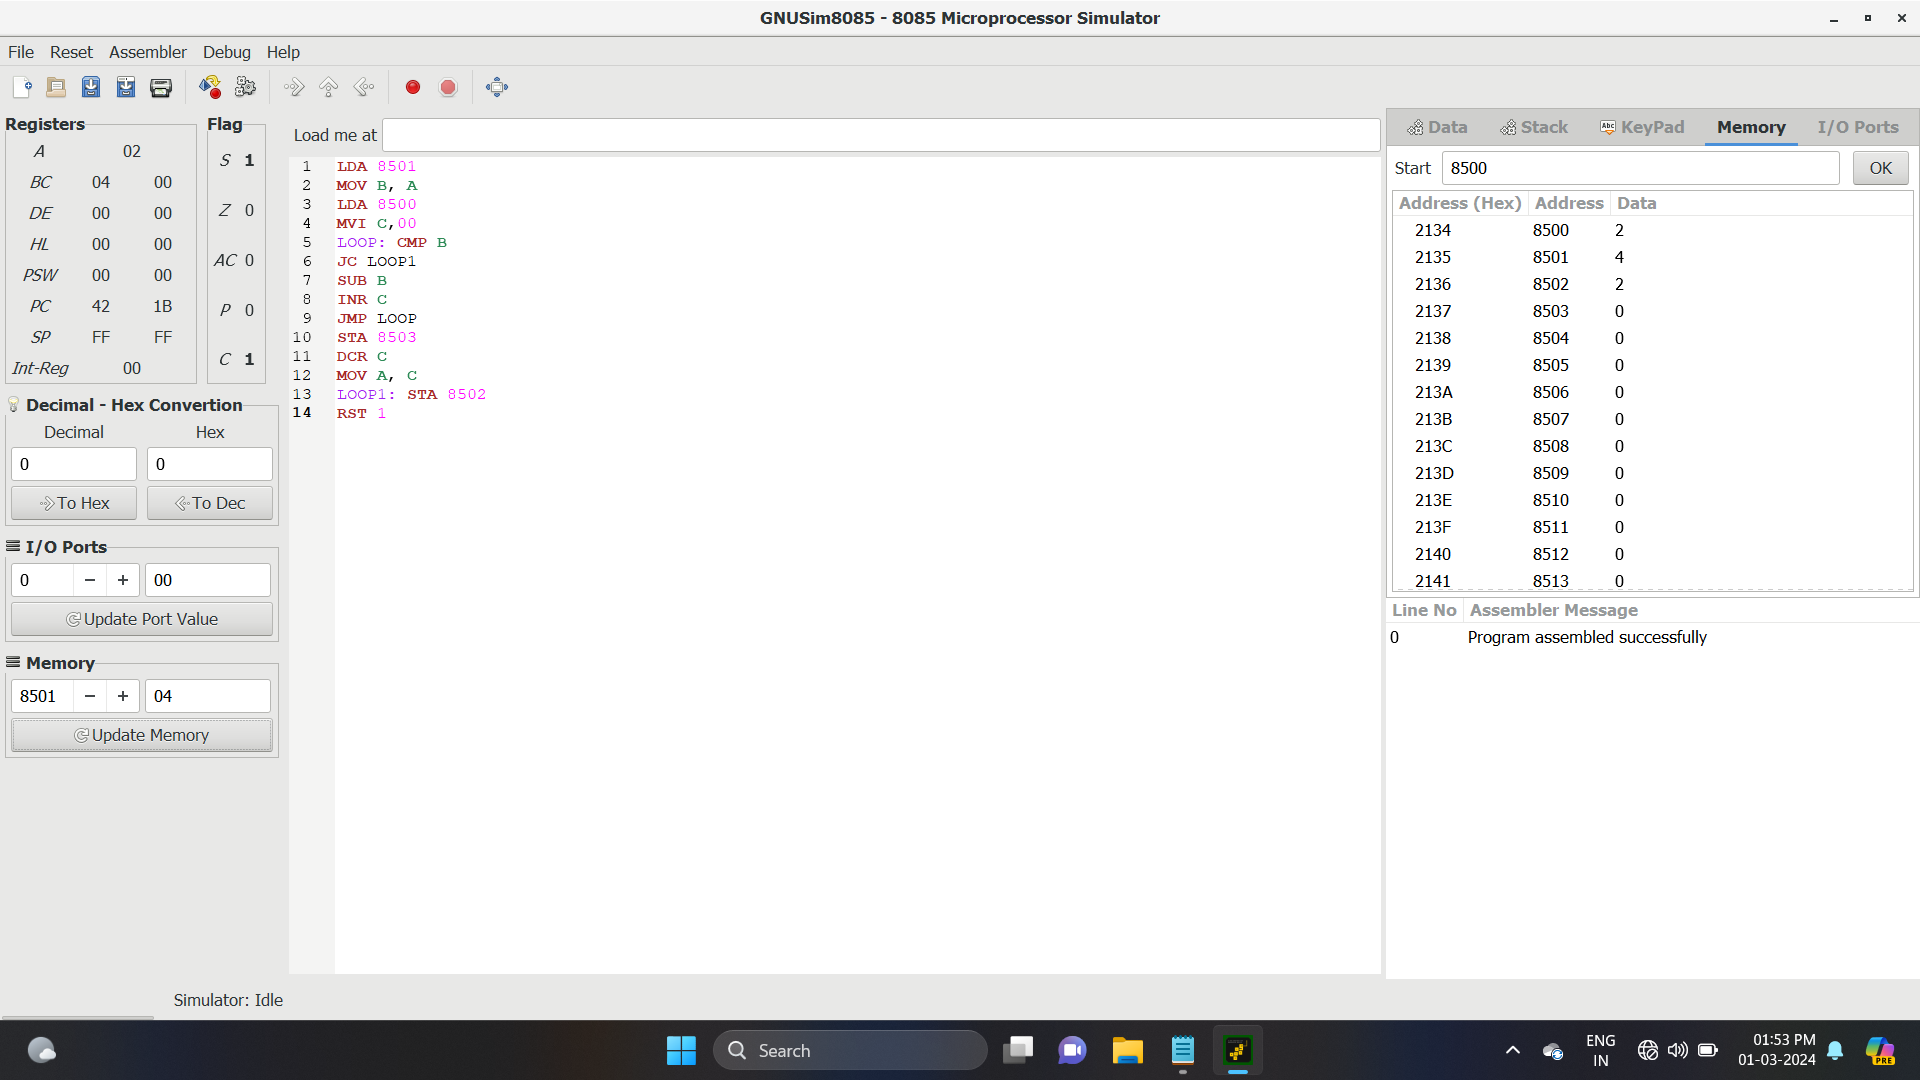 GNUSim8085 - 8085 Microprocessor Simulator
File Reset Assembler Debug Help
Registers
A 02
BC 04 00
DE 00 00
HL 00 00
PSW 00 00
PC 42 1B
SP FF FF
Int-Reg 00
Flag
S 1
Z 0
AC 0
P 0
C 1
Decimal - Hex Convertion
Decimal Hex
0 0
To Hex To Dec
I/O Ports
0 − + 00
Update Port Value
Memory
8501 − + 04
Update Memory
Load me at
1 LDA 8501
2 MOV B, A
3 LDA 8500
4 MVI C,00
5 LOOP: CMP B
6 JC LOOP1
7 SUB B
8 INR C
9 JMP LOOP
10 STA 8503
11 DCR C
12 MOV A, C
13 LOOP1: STA 8502
14 RST 1
Data Stack Abc KeyPad Memory I/O Ports
Start 8500 OK
Address (Hex) Address Data
2134 8500 2
2135 8501 4
2136 8502 2
2137 8503 0
2138 8504 0
2139 8505 0
213A 8506 0
213B 8507 0
213C 8508 0
213D 8509 0
213E 8510 0
213F 8511 0
2140 8512 0
2141 8513 0
Line No Assembler Message
0 Program assembled successfully
Simulator: Idle
Search
ENG
IN
01:53 PM
01-03-2024
PRE